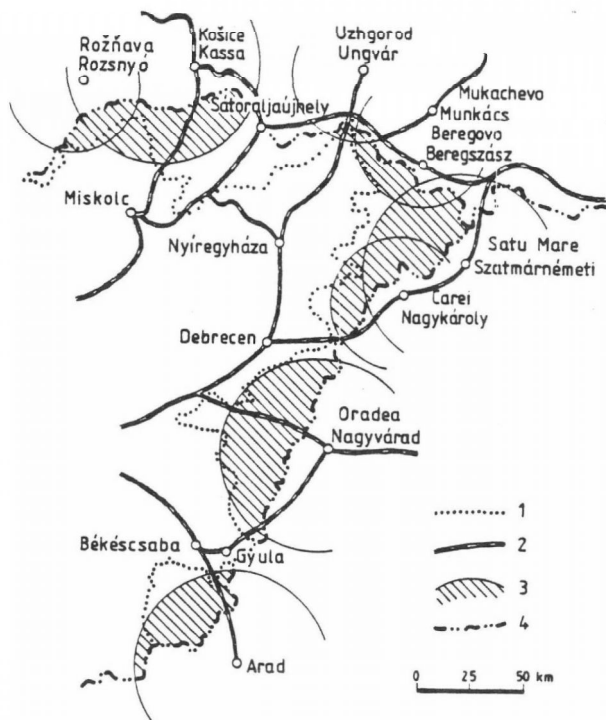 Rožňava
Rozsnyó
Košice
Kassa
Uzhgorod
Ungvár
Sátoraljaújhely
Mukachevo
Munkács
Beregovo
Beregszász
Miskolc
Nyíregyháza
Satu Mare
Szatmárnémeti
Carei
Nagykároly
Debrecen
Oradea
Nagyvárad
Békéscsaba
Gyula
Arad
1
2
3
4
0 25 50 km